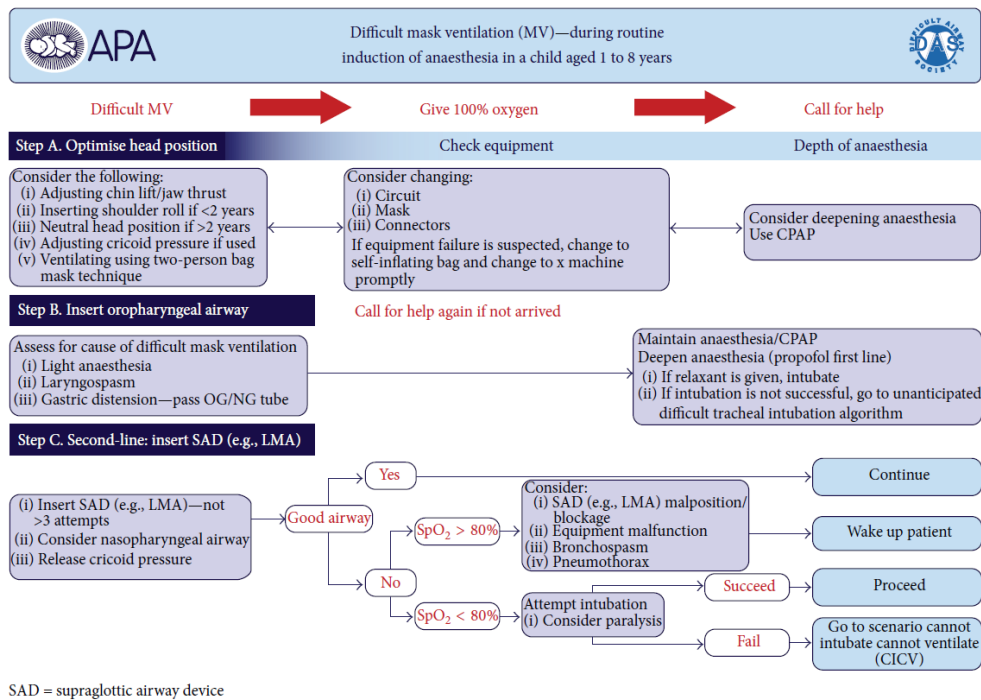 APA
Difficult mask ventilation (MV)—during routine
induction of anaesthesia in a child aged 1 to 8 years
DIFFICULT AIRWAY SOCIETY
DAS
Difficult MV
Give 100% oxygen
Call for help
Step A. Optimise head position
Check equipment
Depth of anaesthesia
Consider the following:
(i) Adjusting chin lift/jaw thrust
(ii) Inserting shoulder roll if <2 years
(iii) Neutral head position if >2 years
(iv) Adjusting cricoid pressure if used
(v) Ventilating using two-person bag
mask technique
Consider changing:
(i) Circuit
(ii) Mask
(iii) Connectors
If equipment failure is suspected, change to
self-inflating bag and change to x machine
promptly
Consider deepening anaesthesia
Use CPAP
Step B. Insert oropharyngeal airway
Call for help again if not arrived
Assess for cause of difficult mask ventilation
(i) Light anaesthesia
(ii) Laryngospasm
(iii) Gastric distension—pass OG/NG tube
Maintain anaesthesia/CPAP
Deepen anaesthesia (propofol first line)
(i) If relaxant is given, intubate
(ii) If intubation is not successful, go to unanticipated
difficult tracheal intubation algorithm
Step C. Second-line: insert SAD (e.g., LMA)
(i) Insert SAD (e.g., LMA)—not
>3 attempts
(ii) Consider nasopharyngeal airway
(iii) Release cricoid pressure
Good airway
Yes
Continue
No
SpO₂ > 80%
Consider:
(i) SAD (e.g., LMA) malposition/
blockage
(ii) Equipment malfunction
(iii) Bronchospasm
(iv) Pneumothorax
Wake up patient
SpO₂ < 80%
Attempt intubation
(i) Consider paralysis
Succeed
Proceed
Fail
Go to scenario cannot
intubate cannot ventilate
(CICV)
SAD = supraglottic airway device